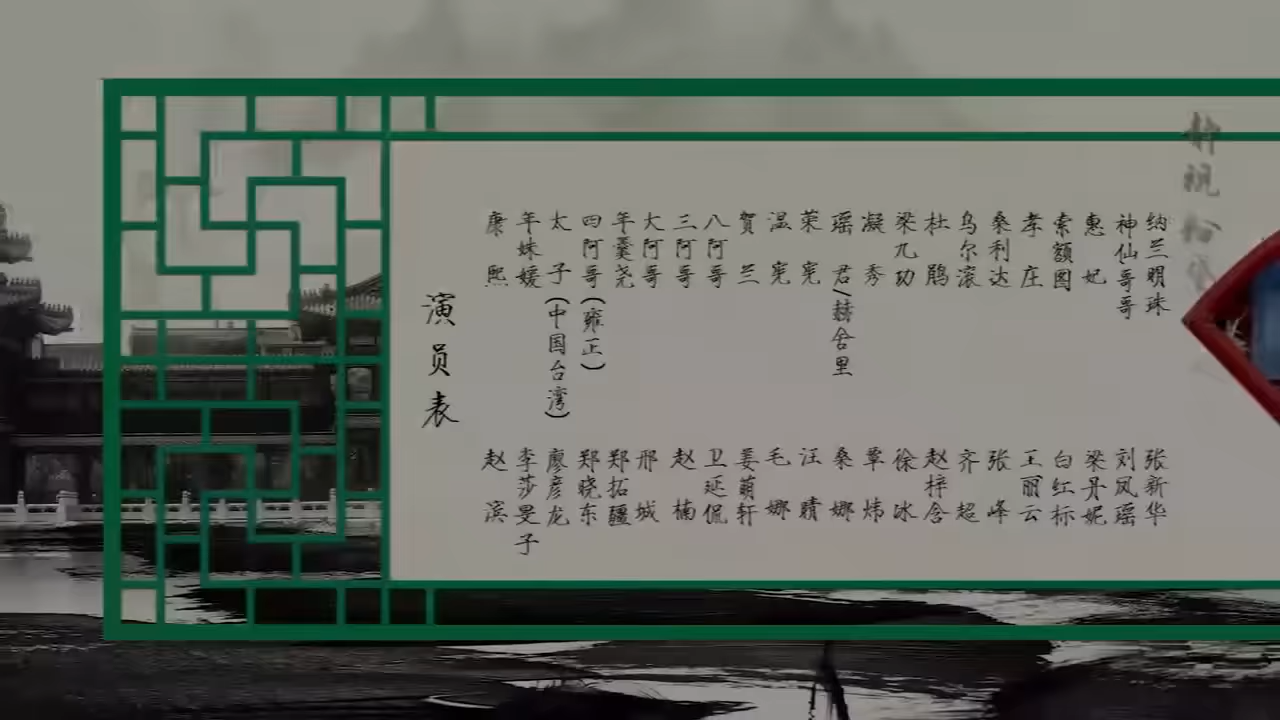 演员表
康熙 赵滨
年妹媛 李莎旻子
太子(中国台湾) 廖彦龙
四阿哥(雍正) 郑晓东
年羹尧 郑拓疆
大阿哥 邢城
三阿哥 赵楠
八阿哥 卫延侃
贺兰 姜萌轩
温宪 毛娜
荣宪 汪晴
瑶君/赫舍里 桑娜
凝秀 覃炜
梁九功 徐冰
杜鹃 赵梓含
乌尔滚 齐超
桑利达 张峰
孝庄 王丽云
索额图 白红标
惠妃 梁丹妮
神仙哥哥 刘风瑶
纳兰明珠 张新华